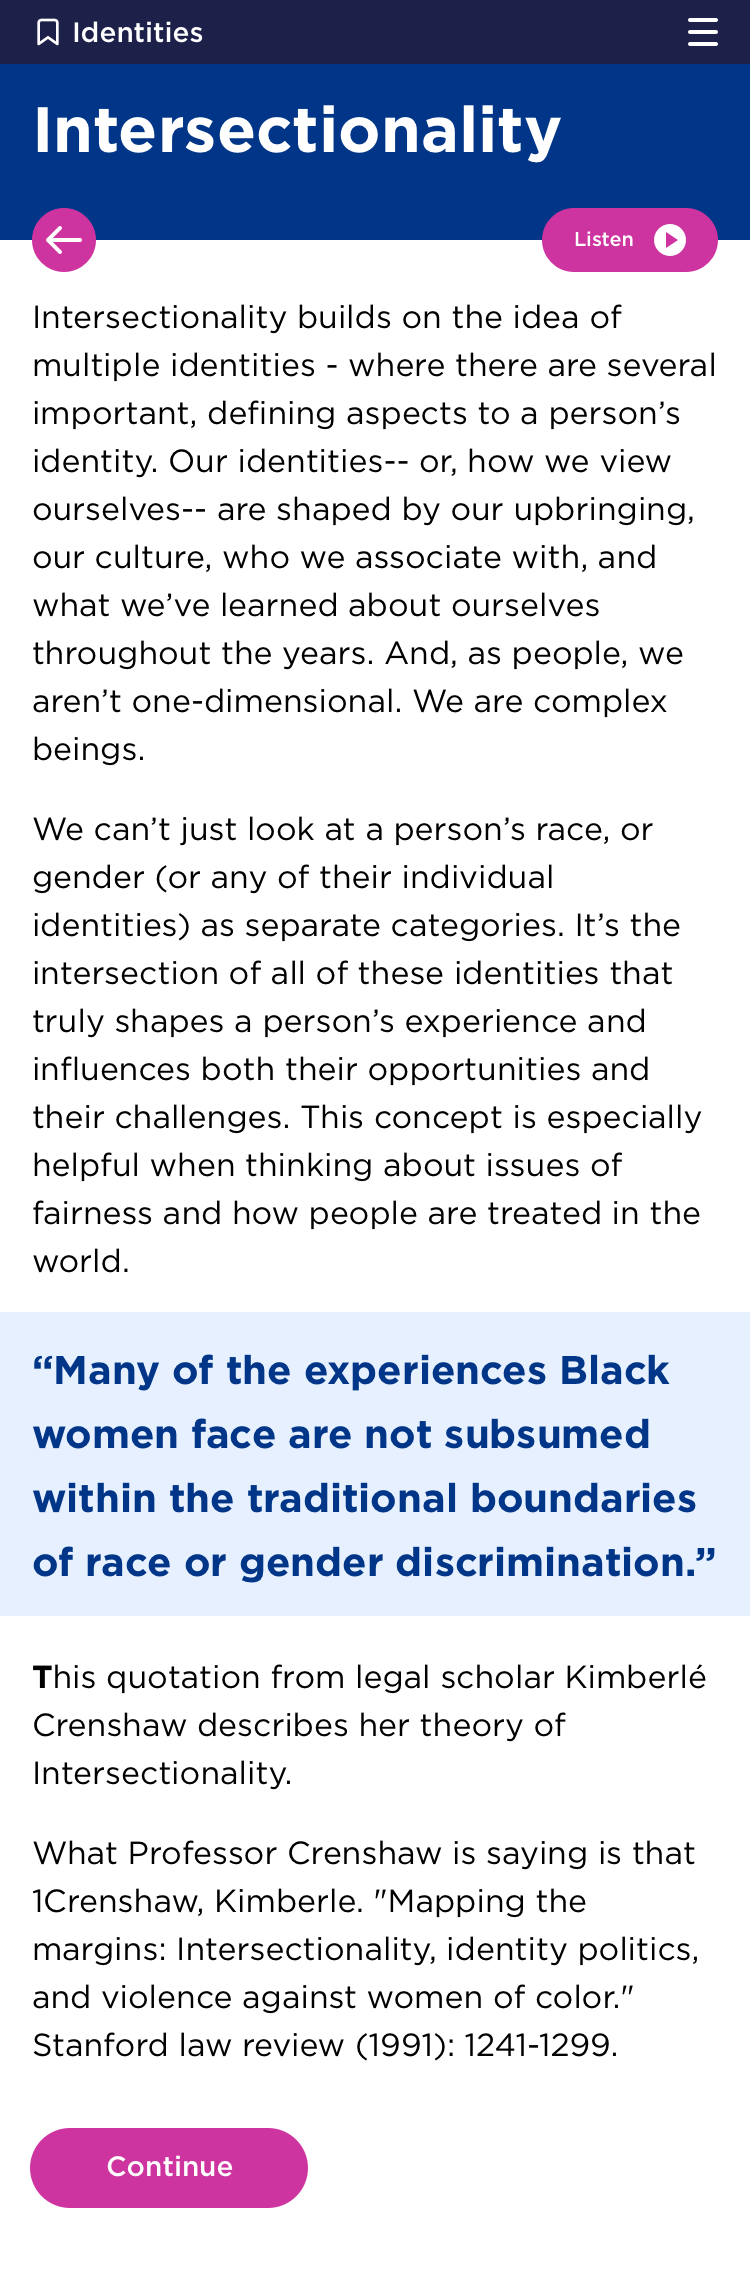 Identities
Intersectionality
Listen
Intersectionality builds on the idea of
multiple identities - where there are several
important, defining aspects to a person’s
identity. Our identities-- or, how we view
ourselves-- are shaped by our upbringing,
our culture, who we associate with, and
what we’ve learned about ourselves
throughout the years. And, as people, we
aren’t one-dimensional. We are complex
beings.
We can’t just look at a person’s race, or
gender (or any of their individual
identities) as separate categories. It’s the
intersection of all of these identities that
truly shapes a person’s experience and
influences both their opportunities and
their challenges. This concept is especially
helpful when thinking about issues of
fairness and how people are treated in the
world.
“Many of the experiences Black
women face are not subsumed
within the traditional boundaries
of race or gender discrimination.”
This quotation from legal scholar Kimberlé
Crenshaw describes her theory of
Intersectionality.
What Professor Crenshaw is saying is that
1Crenshaw, Kimberle. "Mapping the
margins: Intersectionality, identity politics,
and violence against women of color."
Stanford law review (1991): 1241-1299.
Continue